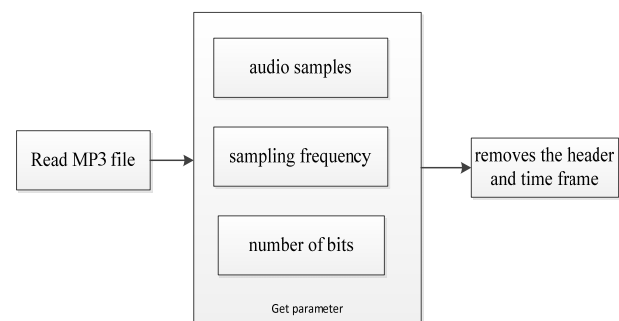 Read MP3 file
audio samples
sampling frequency
number of bits
Get parameter
removes the header
and time frame